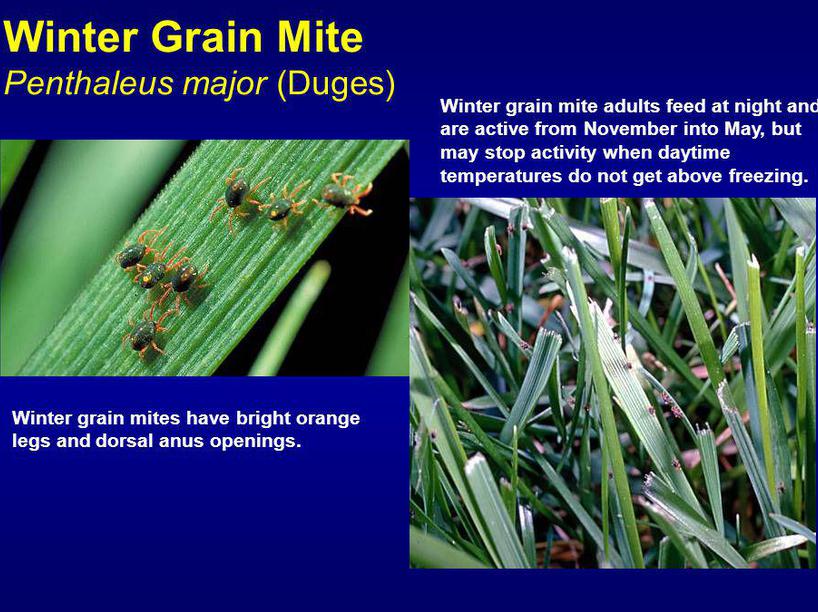 Winter Grain Mite
Penthaleus major (Duges)
Winter grain mite adults feed at night and
are active from November into May, but
may stop activity when daytime
temperatures do not get above freezing.
Winter grain mites have bright orange
legs and dorsal anus openings.